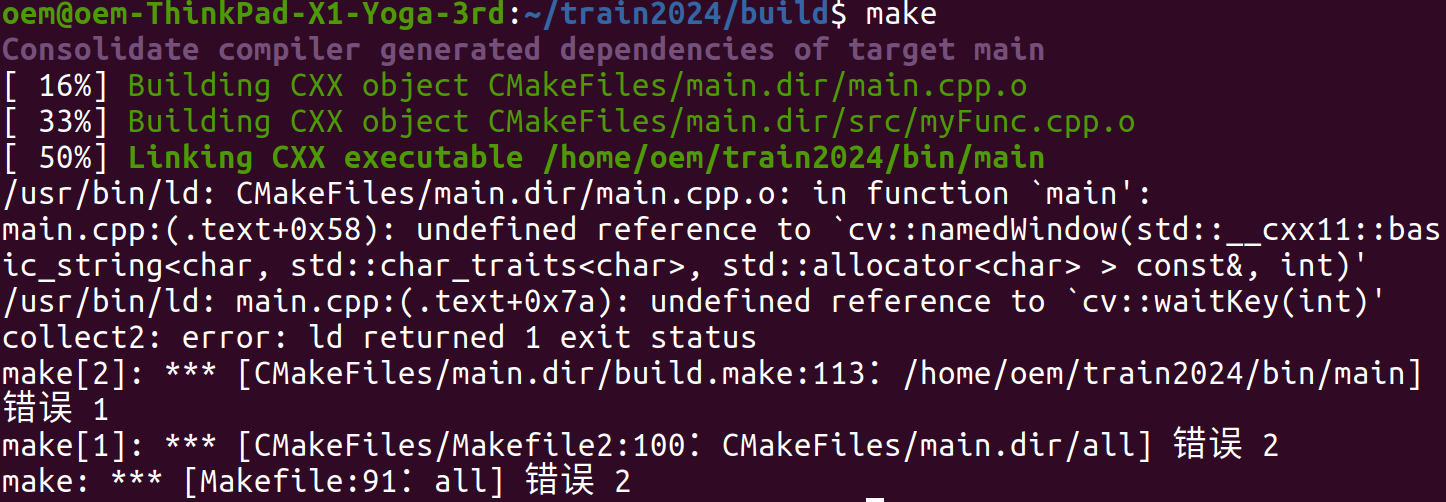 oem@oem-ThinkPad-X1-Yoga-3rd:~/train2024/build$ make
Consolidate compiler generated dependencies of target main
[ 16%] Building CXX object CMakeFiles/main.dir/main.cpp.o
[ 33%] Building CXX object CMakeFiles/main.dir/src/myFunc.cpp.o
[ 50%] Linking CXX executable /home/oem/train2024/bin/main
/usr/bin/ld: CMakeFiles/main.dir/main.cpp.o: in function `main':
main.cpp:(.text+0x58): undefined reference to `cv::namedWindow(std::__cxx11::bas
ic_string<char, std::char_traits<char>, std::allocator<char> > const&, int)'
/usr/bin/ld: main.cpp:(.text+0x7a): undefined reference to `cv::waitKey(int)'
collect2: error: ld returned 1 exit status
make[2]: *** [CMakeFiles/main.dir/build.make:113：/home/oem/train2024/bin/main]
错误 1
make[1]: *** [CMakeFiles/Makefile2:100：CMakeFiles/main.dir/all] 错误 2
make: *** [Makefile:91：all] 错误 2